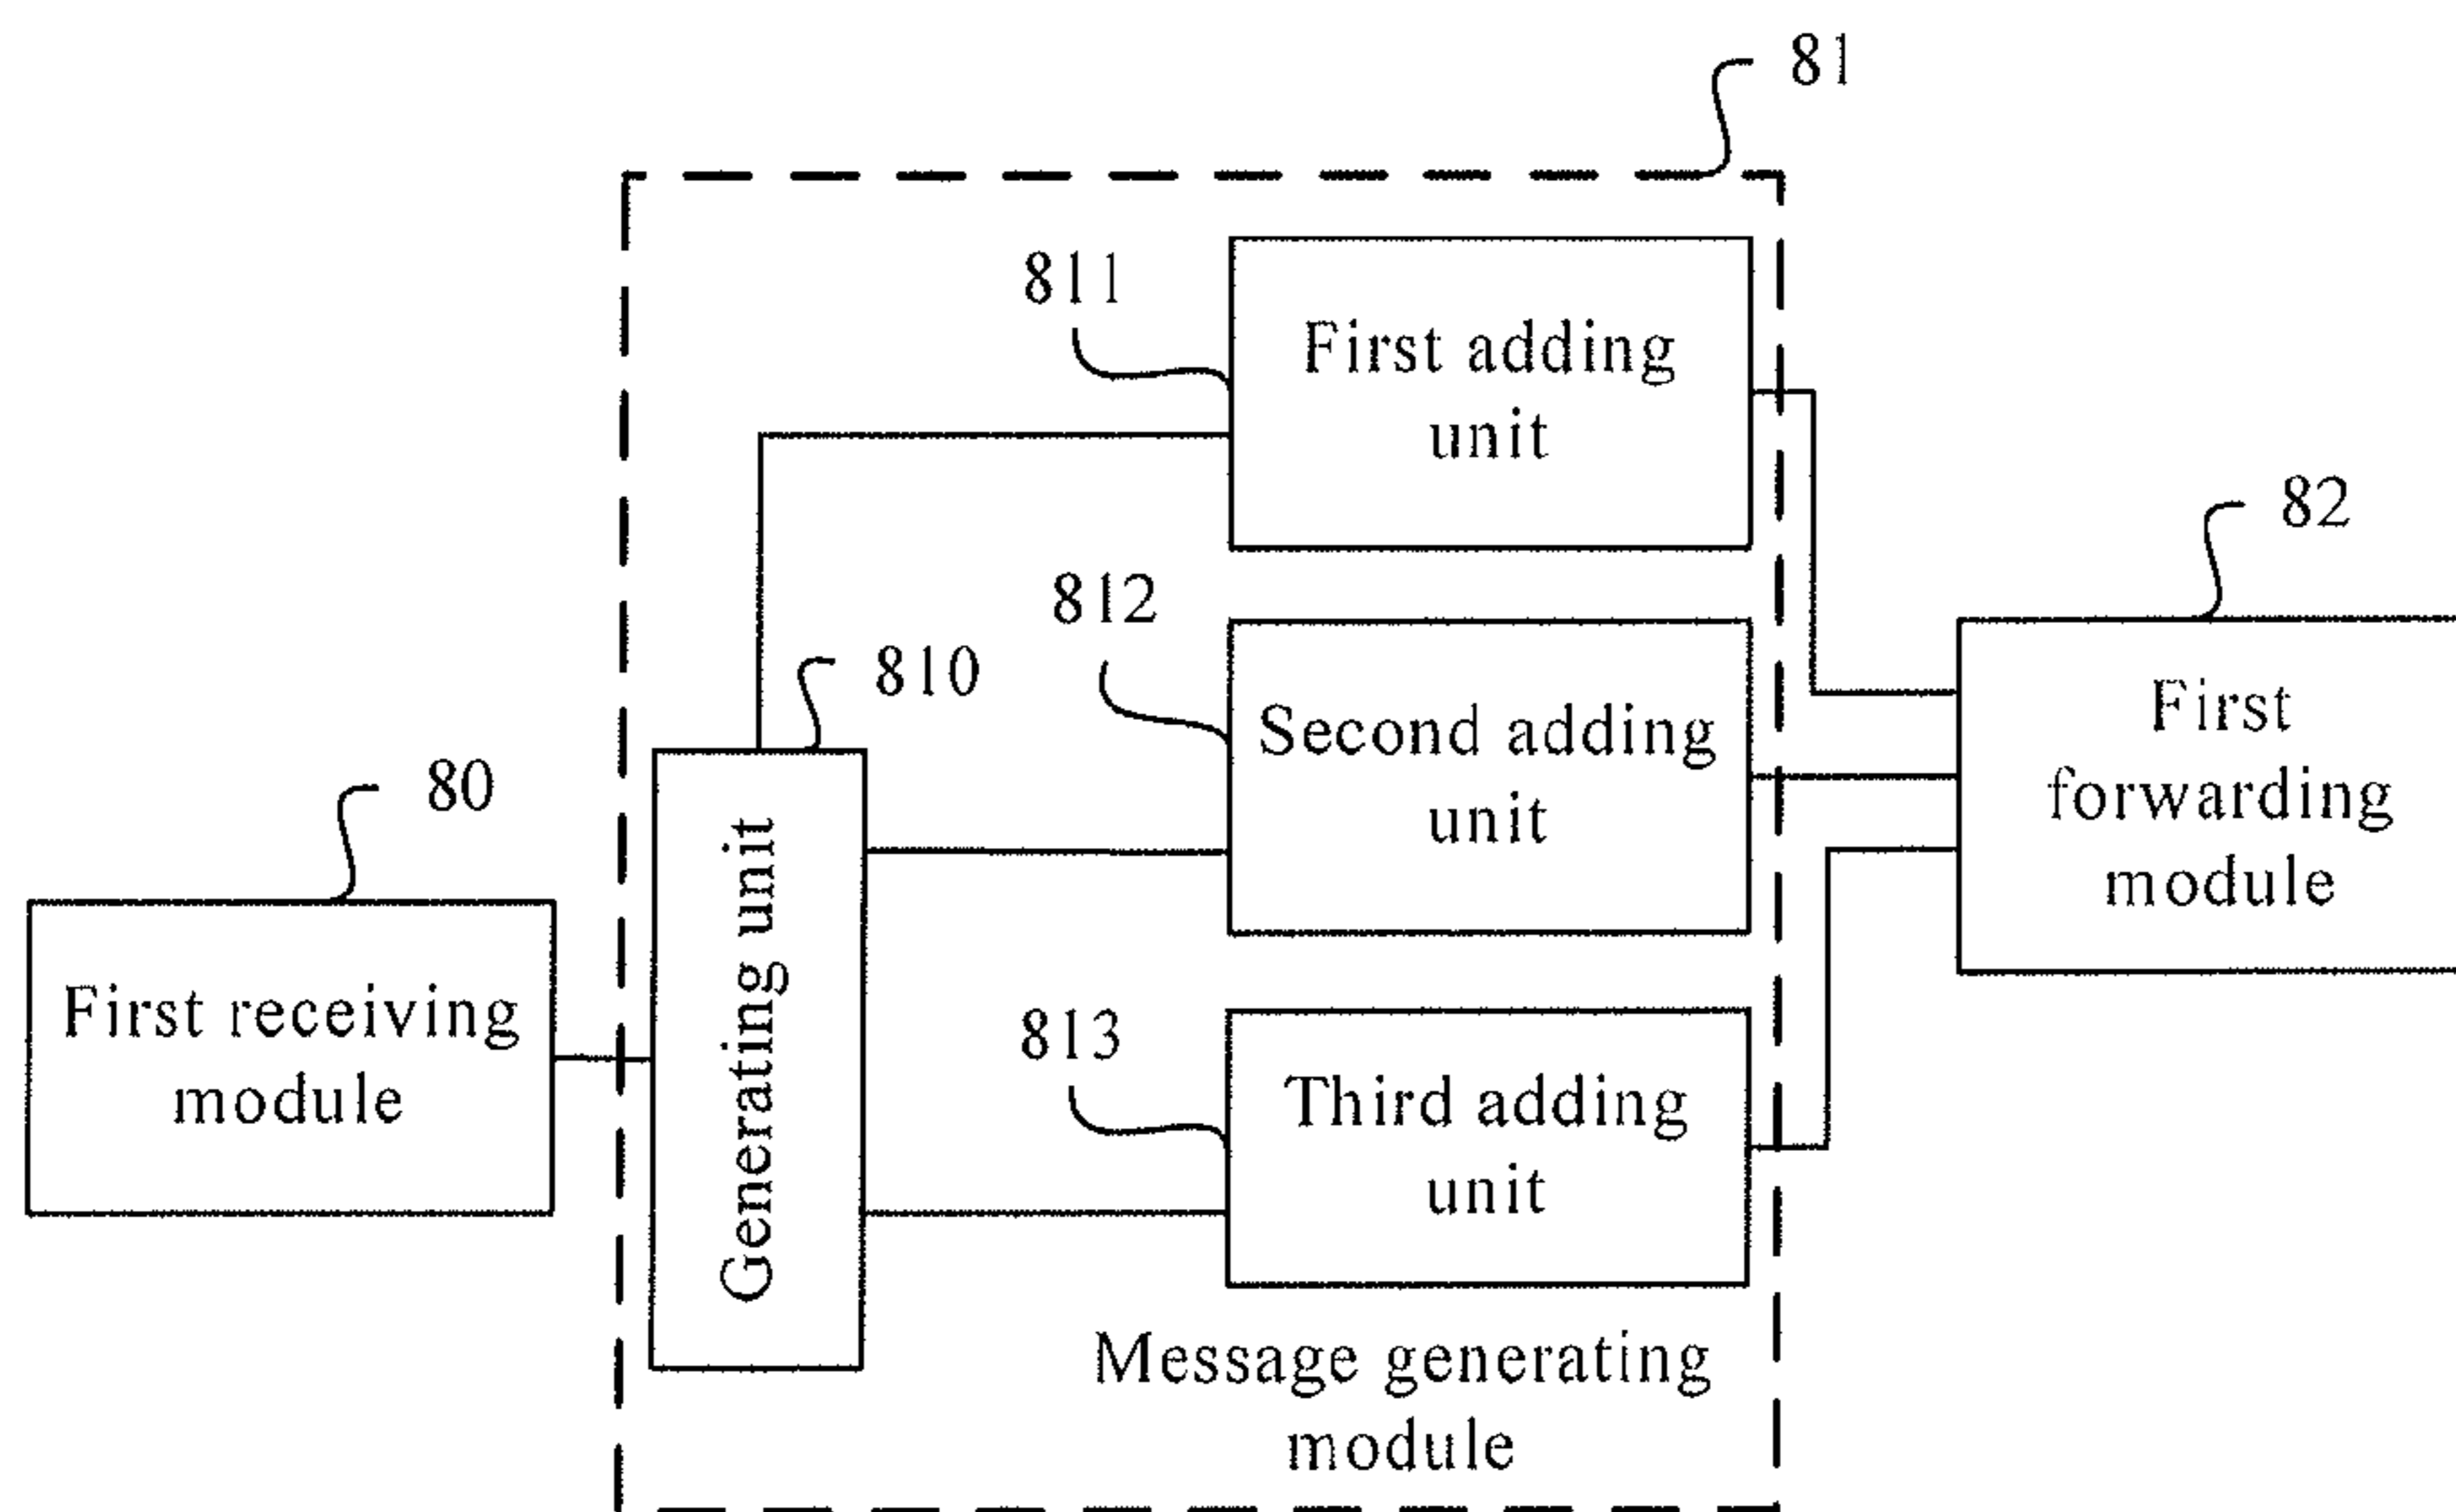 81
811
First adding
unit
82
812
810
Second adding
unit
First
forwarding
module
80
Generating unit
First receiving
module
813
Third adding
unit
Message generating
module